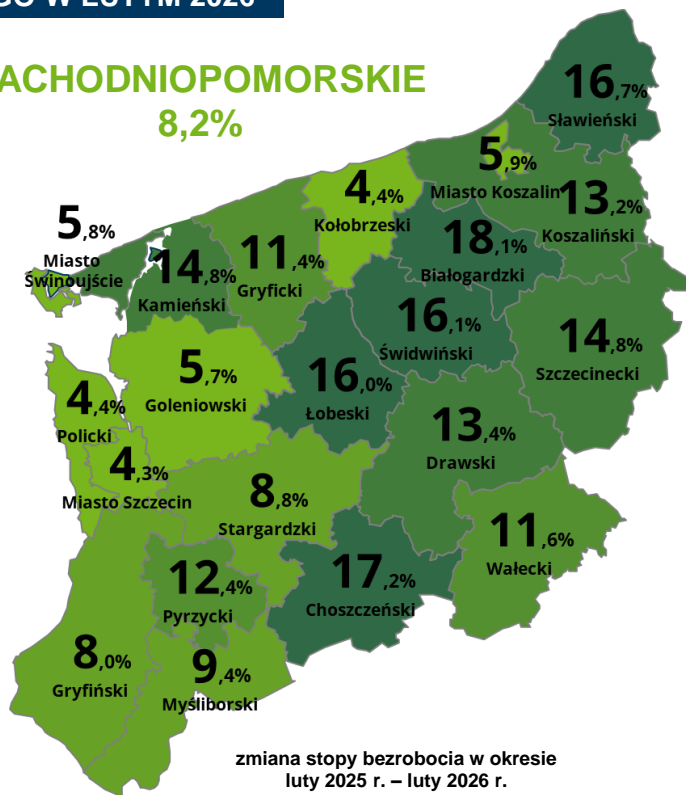 GO W LUTYM 2026
ACHODNIOPOMORSKIE
8,2%
16,7%
Sławieński
5,9%
Miasto Koszalin
13,2%
Koszaliński
4,4%
Kołobrzeski
18,1%
Białogardzki
5,8%
Miasto
Świnoujście
14,8%
Kamieński
11,4%
Gryficki
16,1%
Świdwiński
14,8%
Szczecinecki
5,7%
Goleniowski
16,0%
Łobeski
4,4%
Policki
13,4%
Drawski
4,3%
Miasto Szczecin
8,8%
Stargardzki
11,6%
Wałecki
12,4%
Pyrzycki
17,2%
Choszczeński
8,0%
Gryfiński
9,4%
Myśliborski
zmiana stopy bezrobocia w okresie
luty 2025 r. – luty 2026 r.